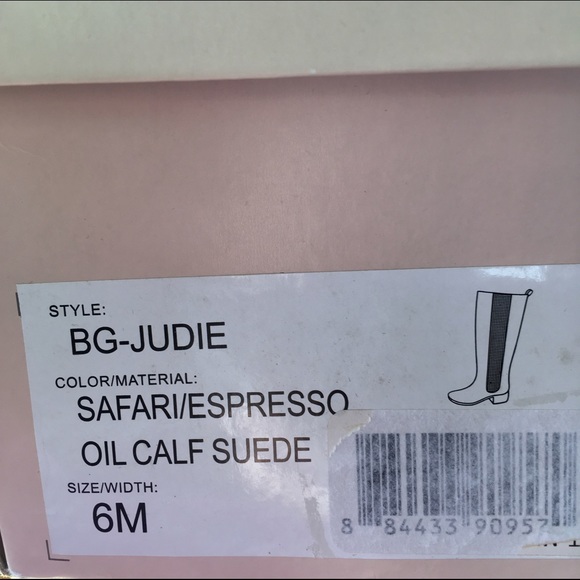 STYLE:
BG-JUDIE
COLOR/MATERIAL:
SAFARI/ESPRESSO
OIL CALF SUEDE
SIZE/WIDTH:
6M
8 84433 90957